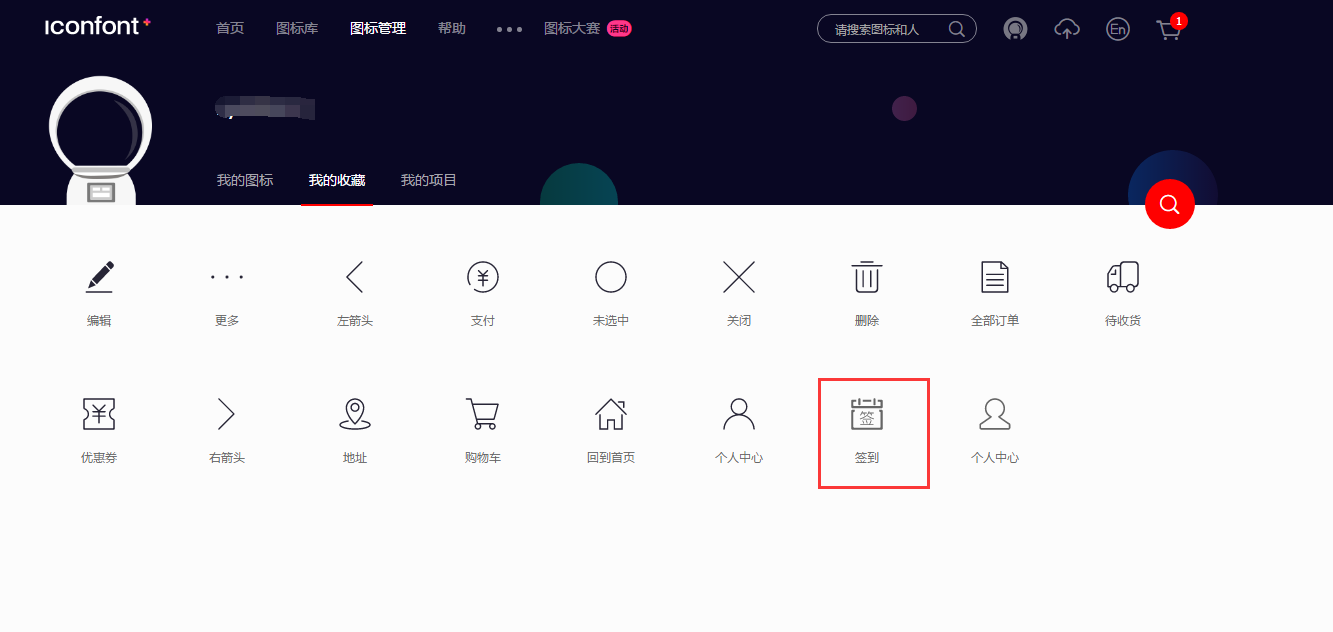 iconfont+ 首页 图标库 图标管理 帮助 ••• 图标大赛 活动 请搜索图标和人 En 1
我的图标 我的收藏 我的项目
编辑 更多 左箭头 支付 未选中 关闭 删除 全部订单 待收货
签
优惠券 右箭头 地址 购物车 回到首页 个人中心 签到 个人中心